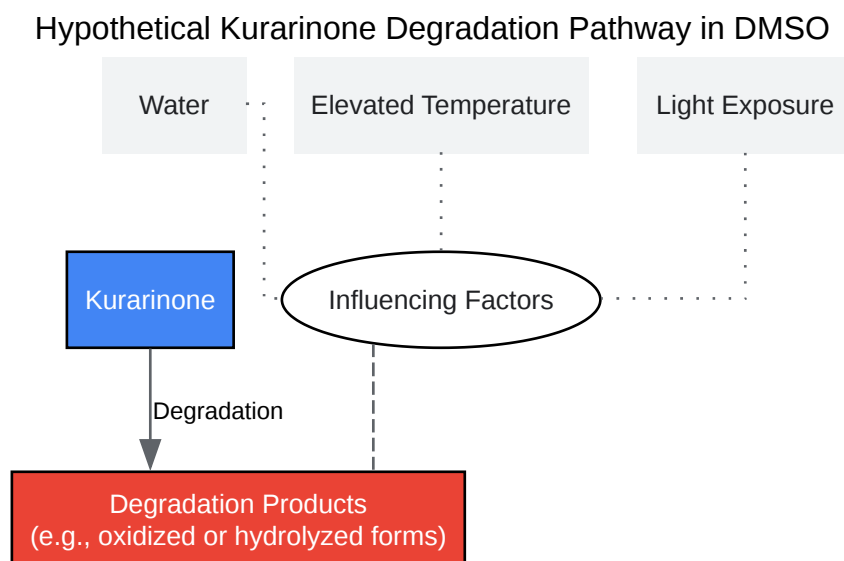 Hypothetical Kurarinone Degradation Pathway in DMSO
Water
Elevated Temperature
Light Exposure
Kurarinone
Influencing Factors
Degradation
Degradation Products
(e.g., oxidized or hydrolyzed forms)